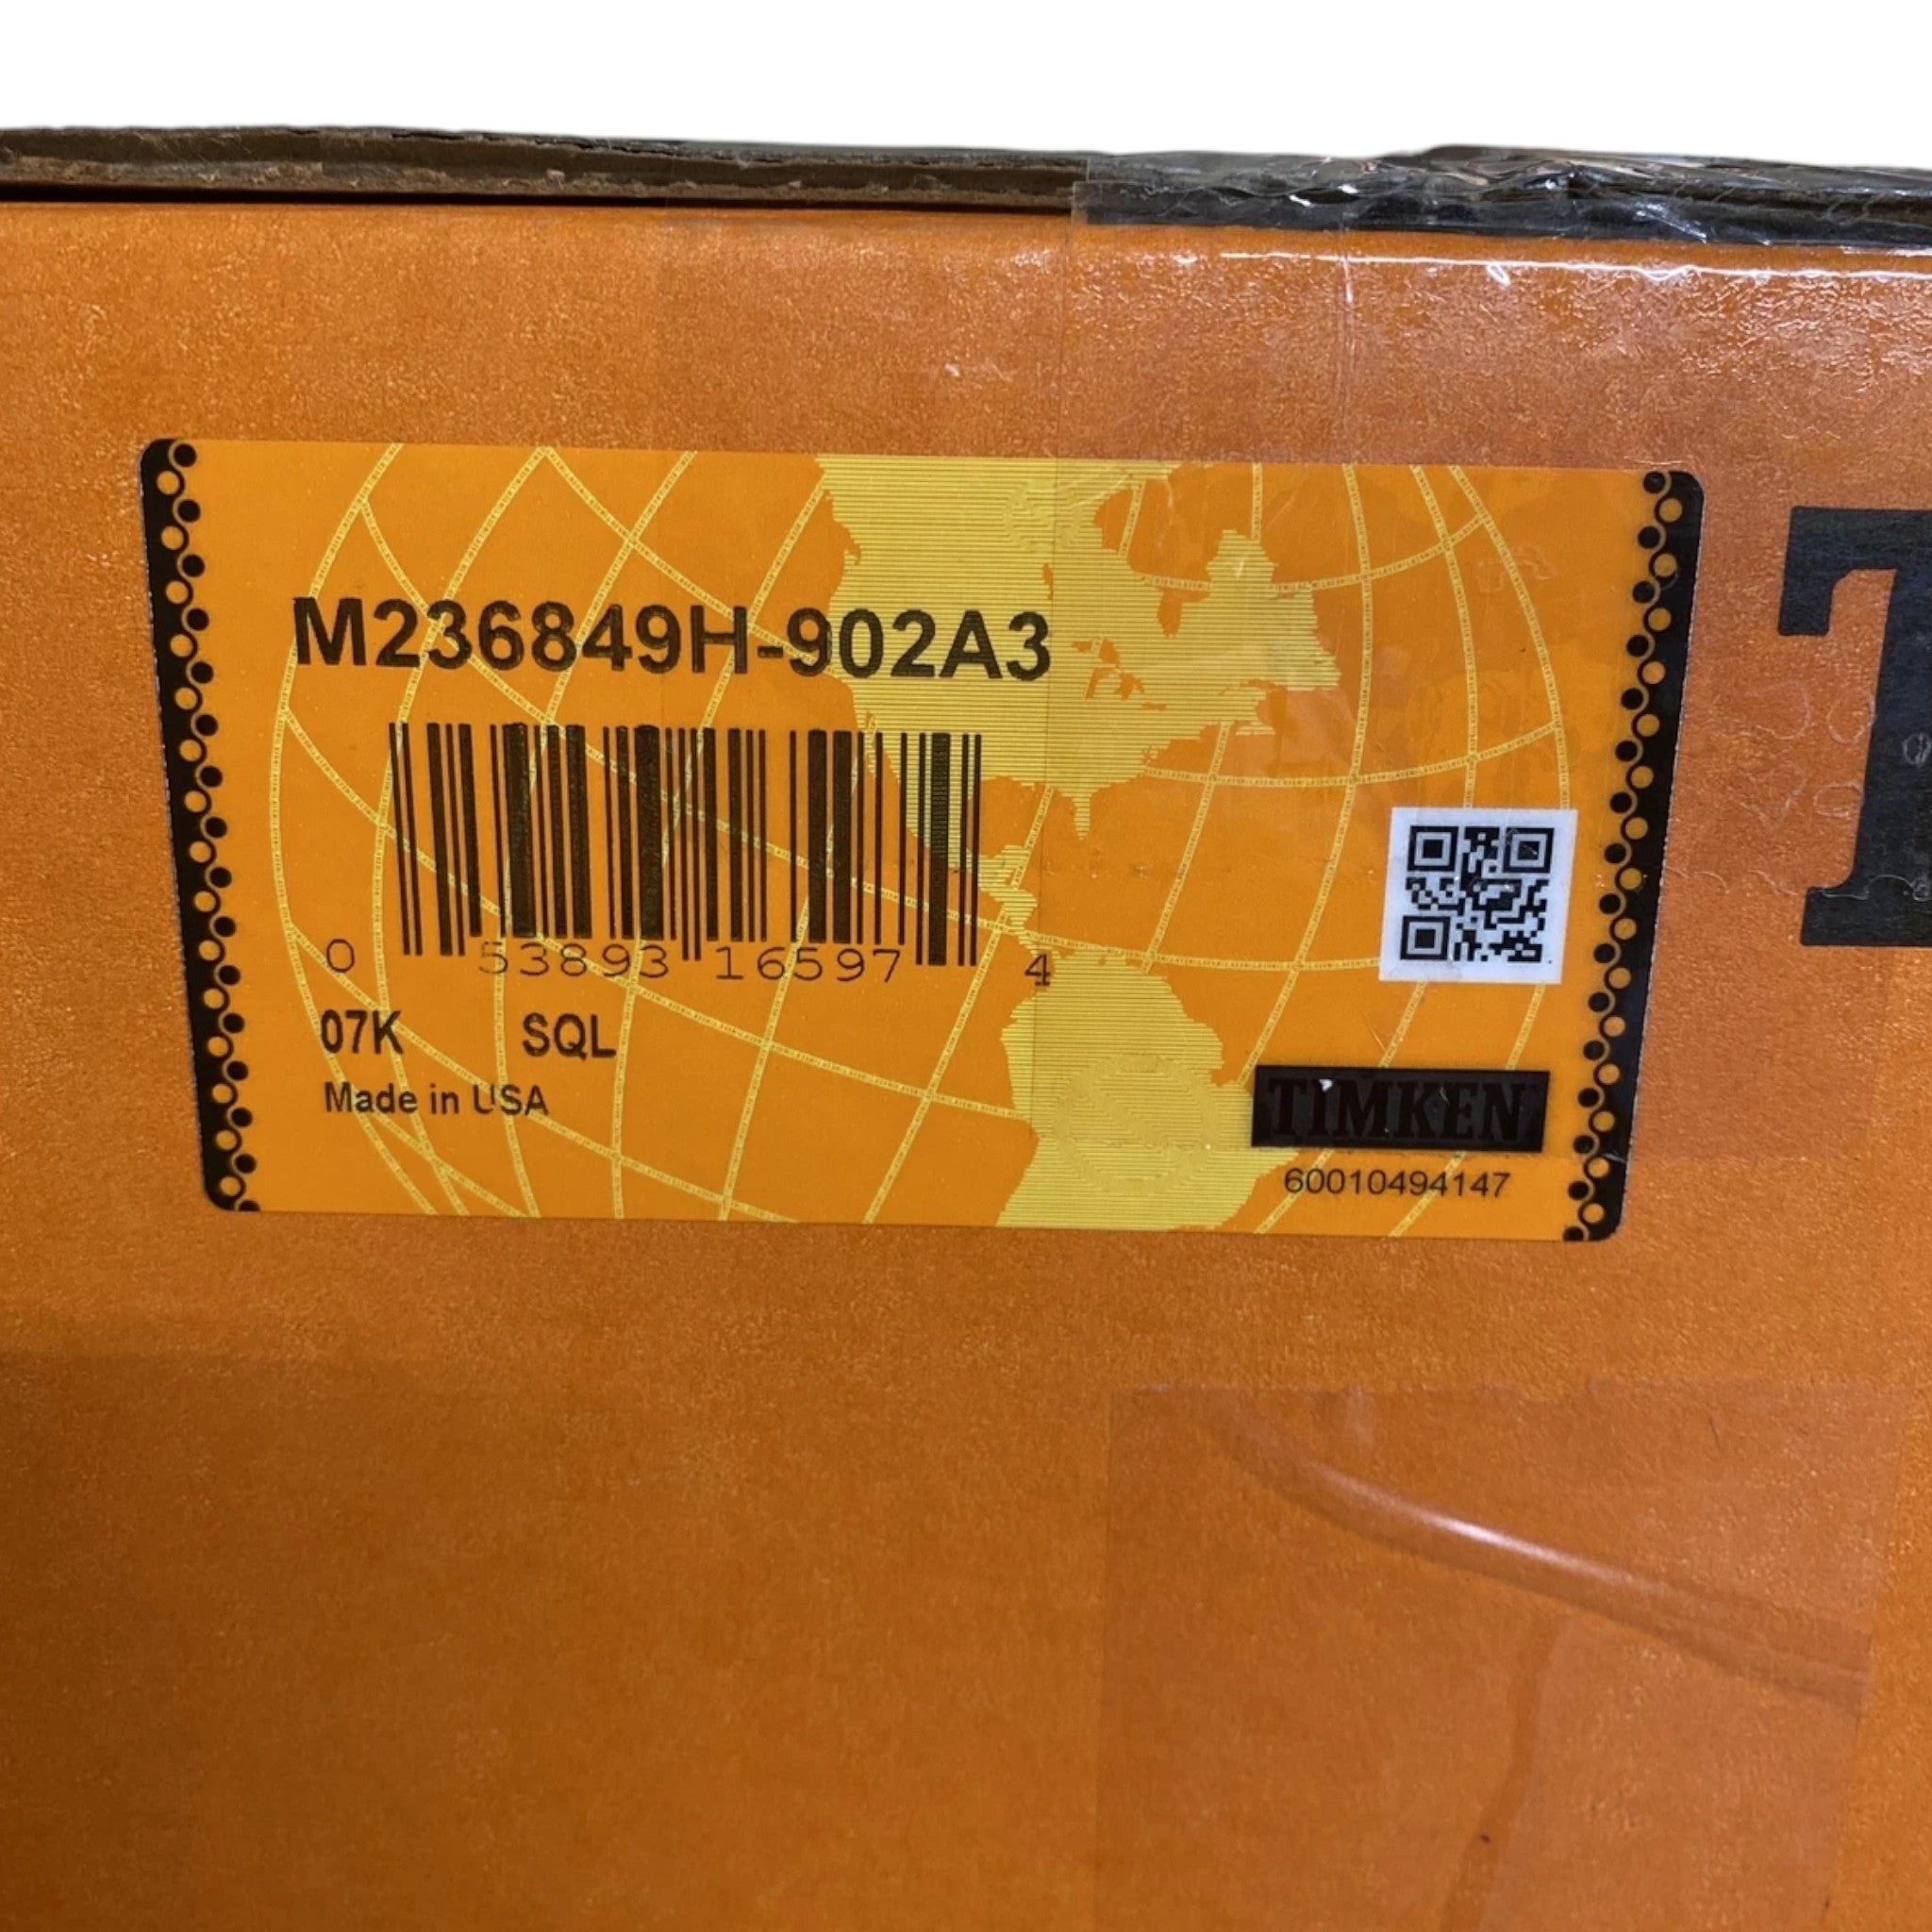 M236849H-902A3
0 53893 16597 4
07K SQL
Made in USA
TIMKEN
60010494147
T